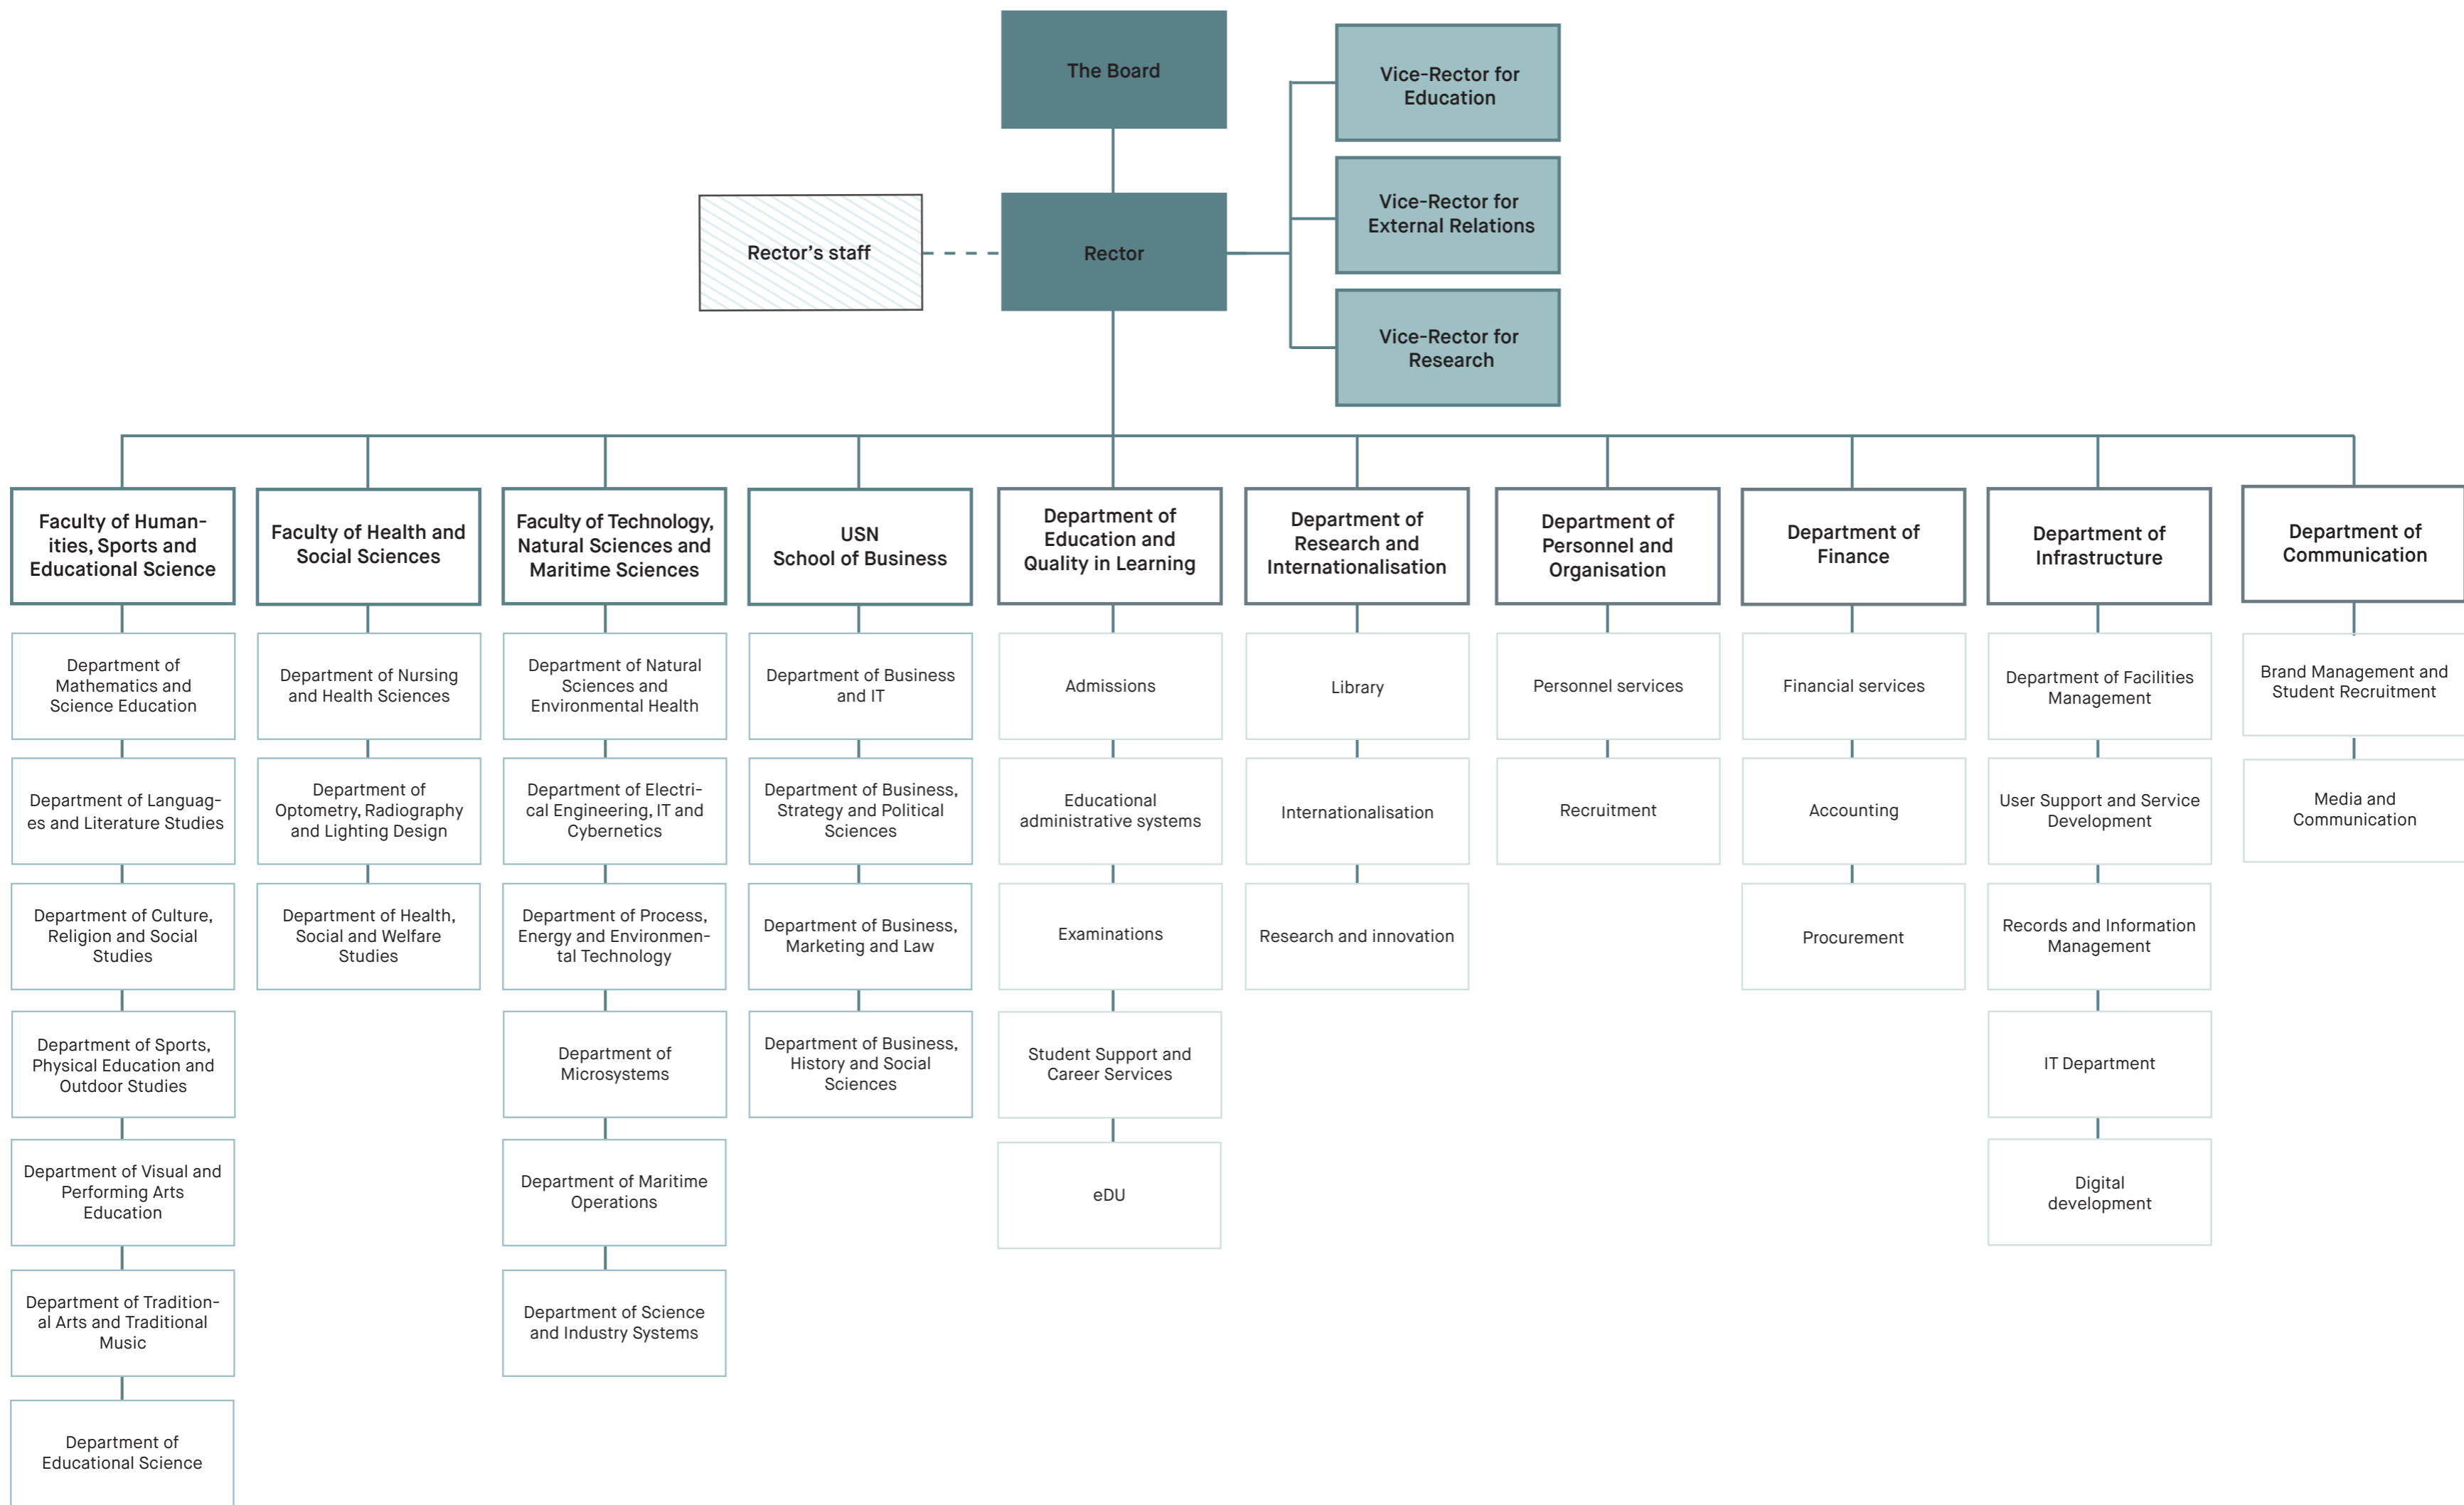 The Board
Vice-Rector for
Education
Vice-Rector for
External Relations
Rector's staff
Rector
Vice-Rector for
Research
Faculty of Human-
ities, Sports and
Educational Science
Faculty of Health and
Social Sciences
Faculty of Technology,
Natural Sciences and
Maritime Sciences
USN
School of Business
Department of
Education and
Quality in Learning
Department of
Research and
Internationalisation
Department of
Personnel and
Organisation
Department of
Finance
Department of
Infrastructure
Department of
Communication
Department of
Mathematics and
Science Education
Department of Nursing
and Health Sciences
Department of Natural
Sciences and
Environmental Health
Department of Business
and IT
Admissions
Library
Personnel services
Financial services
Department of Facilities
Management
Brand Management and
Student Recruitment
Department of Languag-
es and Literature Studies
Department of
Optometry, Radiography
and Lighting Design
Department of Electri-
cal Engineering, IT and
Cybernetics
Department of Business,
Strategy and Political
Sciences
Educational
administrative systems
Internationalisation
Recruitment
Accounting
User Support and Service
Development
Media and
Communication
Department of Culture,
Religion and Social
Studies
Department of Health,
Social and Welfare
Studies
Department of Process,
Energy and Environmen-
tal Technology
Department of Business,
Marketing and Law
Examinations
Research and innovation
Procurement
Records and Information
Management
Department of Sports,
Physical Education and
Outdoor Studies
Department of
Microsystems
Department of Business,
History and Social
Sciences
Student Support and
Career Services
IT Department
Department of Visual and
Performing Arts
Education
Department of Maritime
Operations
eDU
Digital
development
Department of Tradition-
al Arts and Traditional
Music
Department of Science
and Industry Systems
Department of
Educational Science